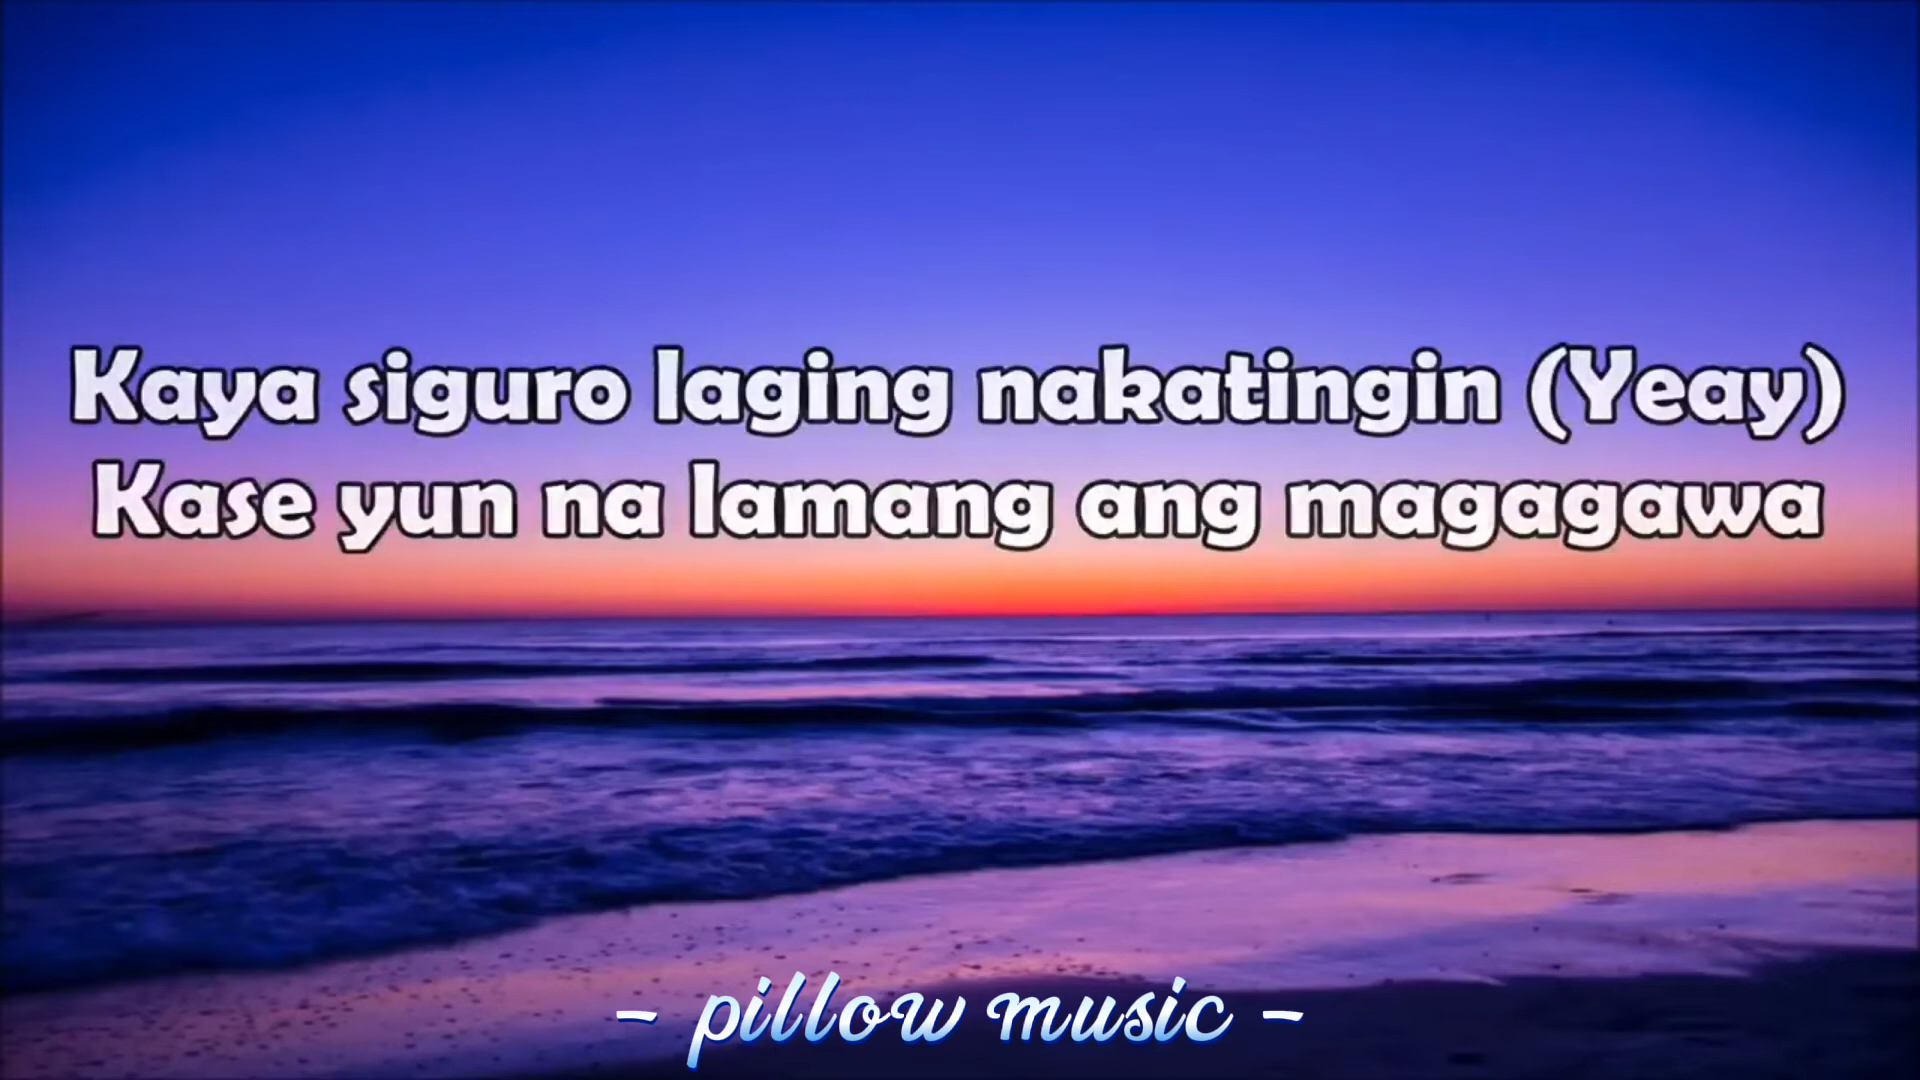 Kaya siguro laging nakatingin (Yeay)
Kase yun na lamang ang magagawa
- pillow music -